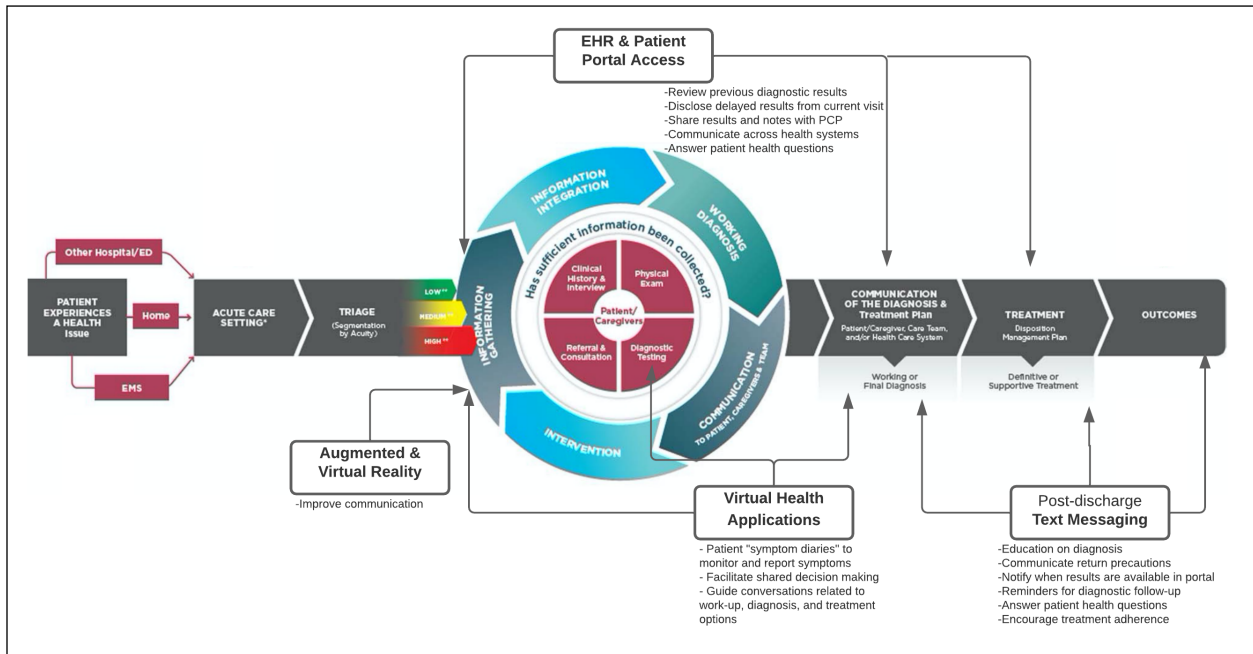 EHR & Patient
Portal Access
-Review previous diagnostic results
-Disclose delayed results from current visit
-Share results and notes with PCP
-Communicate across health systems
-Answer patient health questions
Other Hospital/ED
PATIENT
EXPERIENCES
A HEALTH
Issue
Home
EMS
ACUTE CARE
SETTING*
TRIAGE
(Segmentation
by Acuity)
LOW**
MEDIUM**
HIGH**
INFORMATION
GATHERING
INFORMATION
INTEGRATION
WORKING
DIAGNOSIS
COMMUNICATION
TO PATIENT, CAREGIVERS & TEAM
INTERVENTION
Has sufficient information been collected?
Clinical
History &
Interview
Physical
Exam
Patient/
Caregivers
Referral &
Consultation
Diagnostic
Testing
COMMUNICATION
OF THE DIAGNOSIS &
Treatment Plan
Patient/Caregiver, Care Team,
and/or Health Care System
Working or
Final Diagnosis
TREATMENT
Disposition
Management Plan
Definitive or
Supportive Treatment
OUTCOMES
Augmented &
Virtual Reality
-Improve communication
Virtual Health
Applications
- Patient "symptom diaries" to
monitor and report symptoms
- Facilitate shared decision making
- Guide conversations related to
work-up, diagnosis, and treatment
options
Post-discharge
Text Messaging
-Education on diagnosis
-Communicate return precautions
-Notify when results are available in portal
-Reminders for diagnostic follow-up
-Answer patient health questions
-Encourage treatment adherence